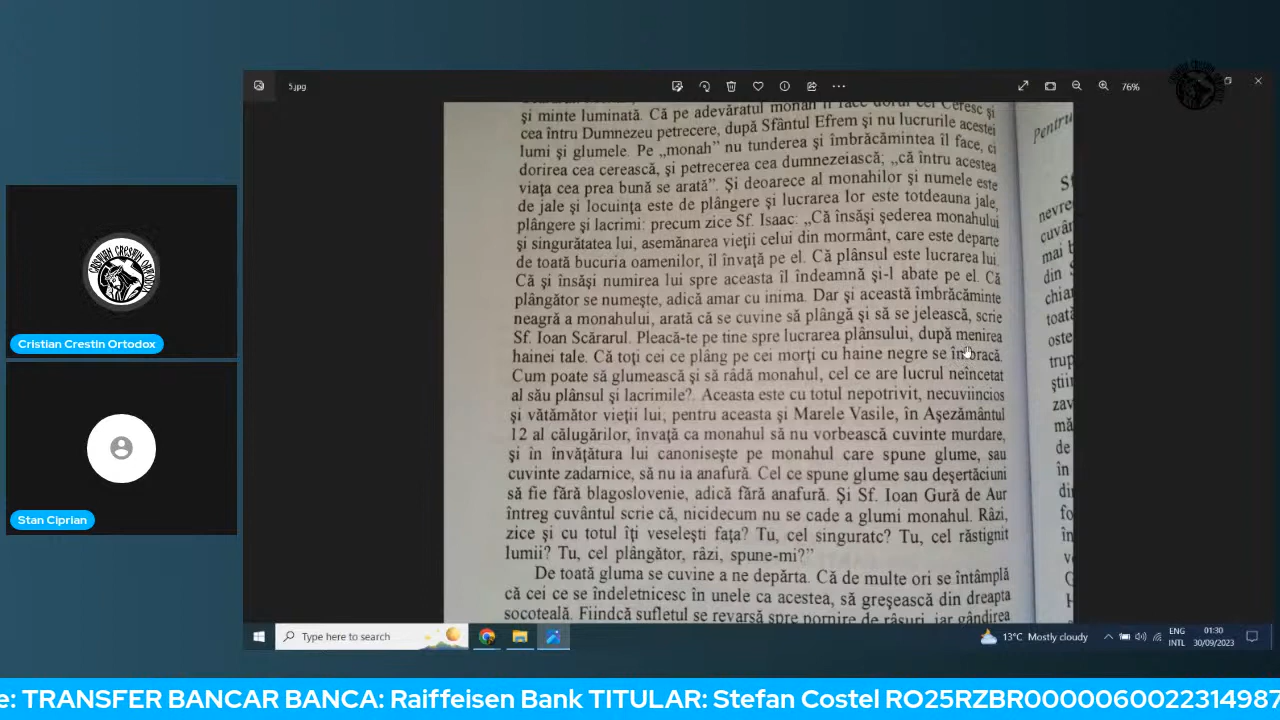 5.jpg
76%
și minte luminată. Că pe adevăratul monah îl face dorul cel Ceresc și
cea întru Dumnezeu petrecere, după Sfântul Efrem și nu lucrurile acestei
lumi și glumele. Pe „monah” nu tunderea și îmbrăcămintea îl face, ci
dorirea cea cerească, și petrecerea cea dumnezeiască; „că întru acestea
viața cea prea bună se arată”. Și deoarece al monahilor și numele este
de jale și locuința este de plângere și lucrarea lor este totdeauna jale,
plângere și lacrimi: precum zice Sf. Isaac: „Că însăși șederea monahului
și singurătatea lui, asemănarea vieții celui din mormânt, care este departe
de toată bucuria oamenilor, îl învață pe el. Că plânsul este lucrarea lui.
Că și însăși numirea lui spre aceasta îl îndeamnă și-l abate pe el. Că
plângător se numește, adică amar cu inima. Dar și această îmbrăcăminte
neagră a monahului, arată că se cuvine să plângă și să se jelească, scrie
Sf. Ioan Scărarul. Pleacă-te pe tine spre lucrarea plânsului, după menirea
hainei tale. Că toți cei ce plâng pe cei morți cu haine negre se îmbracă.
Cum poate să glumească și să râdă monahul, cel ce are lucrul neîncetat
al său plânsul și lacrimile?. Aceasta este cu totul nepotrivit, necuviincios
și vătămător vieții lui, pentru aceasta și Marele Vasile, în Așezământul
12 al călugărilor, învață ca monahul să nu vorbească cuvinte murdare,
și în învățătura lui canonisește pe monahul care spune glume, sau
cuvinte zadarnice, să nu ia anafură. Cel ce spune glume sau deșertăciuni
să fie fără blagoslovenie, adică fără anafură. Și Sf. Ioan Gură de Aur
întreg cuvântul scrie că, nicidecum nu se cade a glumi monahul. Râzi,
zice și cu totul îți veselești fața? Tu, cel singuratc? Tu, cel răstignit
lumii? Tu, cel plângător, râzi, spune-mi?”
De toată gluma se cuvine a ne depărta. Că de multe ori se întâmplă
că cei ce se îndeletnicesc în unele ca acestea, să greșească din dreapta
socoteală. Fiindcă sufletul se revarsă spre pornire de râsuri, iar gândirea
Pentru
nevre
cuvân
mai b
din S
chiar
toată
oste
trup
ști
zav
mă
de
în
CRISTIAN CRESTIN ORTODOX
Cristian Crestin Ortodox
Stan Ciprian
Type here to search
13°C Mostly cloudy
ENG
INTL
01:30
30/09/2023
e: TRANSFER BANCAR BANCA: Raiffeisen Bank TITULAR: Stefan Costel RO25RZBR0000060022314987